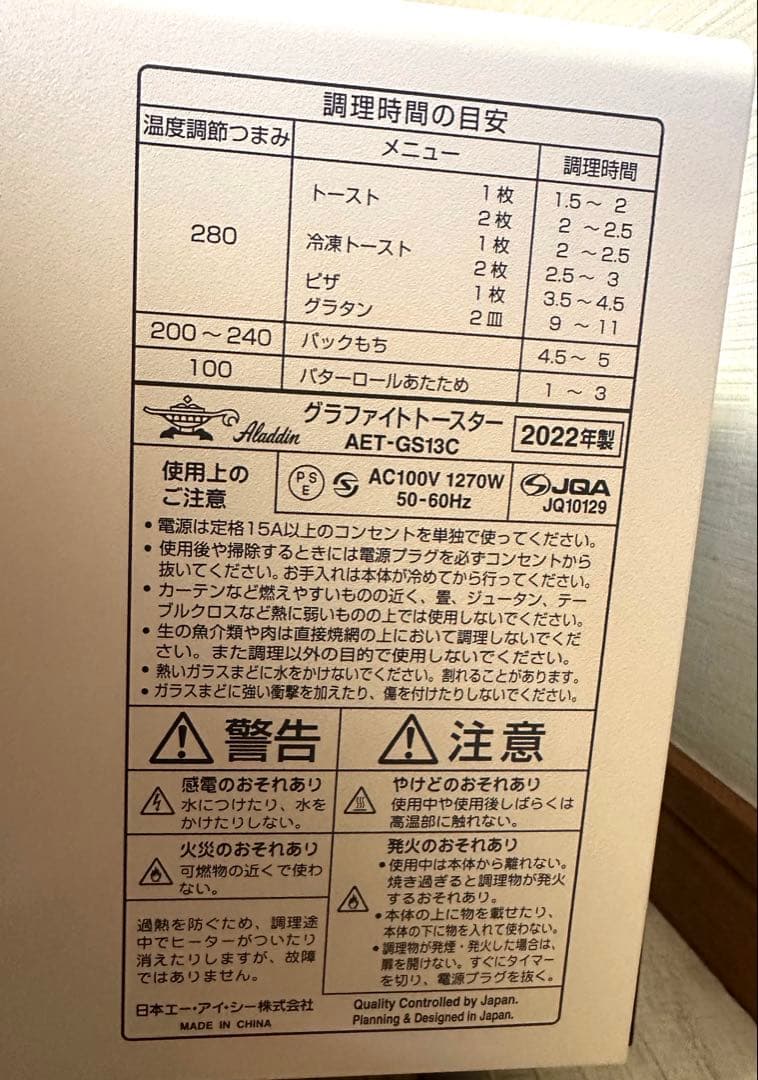 調理時間の目安
温度調節つまみ メニュー 調理時間
280
トースト 1枚 1.5～ 2
2枚 2 ～2.5
冷凍トースト 1枚 2 ～2.5
2枚 2.5～ 3
ピザ 1枚 3.5～4.5
グラタン 2皿 9 ～11
200～240 パックもち 4.5～ 5
100 バターロールあたため 1 ～ 3
Aladdin
グラファイトトースター
AET-GS13C
2022年製
使用上の
ご注意
PSE
AC100V 1270W
50-60Hz
JQA
JQ10129
•電源は定格15A以上のコンセントを単独で使ってください。
•使用後や掃除するときには電源プラグを必ずコンセントから
抜いてください。お手入れは本体が冷めてから行ってください。
•カーテンなど燃えやすいものの近く、畳、ジュータン、テー
ブルクロスなど熱に弱いものの上では使用しないでください。
•生の魚介類や肉は直接焼網の上において調理しないでくだ
さい。また調理以外の目的で使用しないでください。
•熱いガラスまどに水をかけないでください。割れることがあります。
•ガラスまどに強い衝撃を加えたり、傷を付けたりしないでください。
警告
感電のおそれあり
水につけたり、水を
かけたりしない。
火災のおそれあり
可燃物の近くで使わ
ない。
過熱を防ぐため、調理途
中でヒーターがついたり
消えたりしますが、故障
ではありません。
注意
やけどのおそれあり
使用中や使用後しばらくは
高温部に触れない。
発火のおそれあり
•使用中は本体から離れない。
焼き過ぎると調理物が発火
するおそれあり。
•本体の上に物を載せたり、
本体の下に物を入れて使わない。
•調理物が発煙・発火した場合は、
扉を開けない。すぐにタイマー
を切り、電源プラグを抜く。
日本エー・アイ・シー株式会社
MADE IN CHINA
Quality Controlled by Japan.
Planning & Designed in Japan.